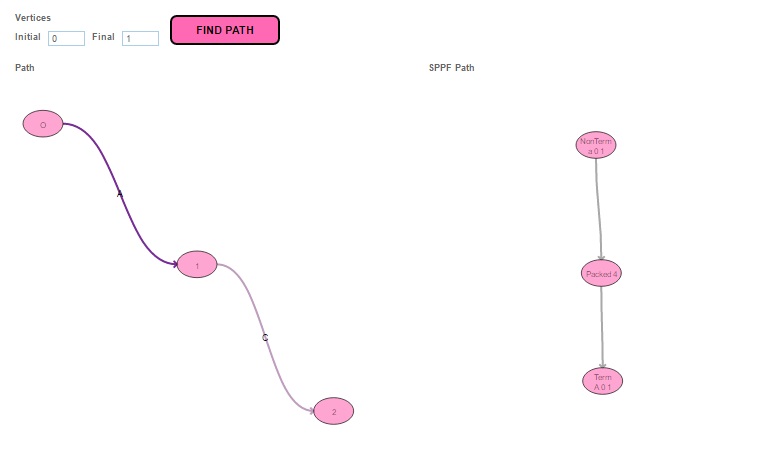 Vertices
Initial 0 Final 1 FIND PATH
Path
SPPF Path
0
A
1
C
2
NonTerm
a 0 1
Packed 4
Term
A 0 1